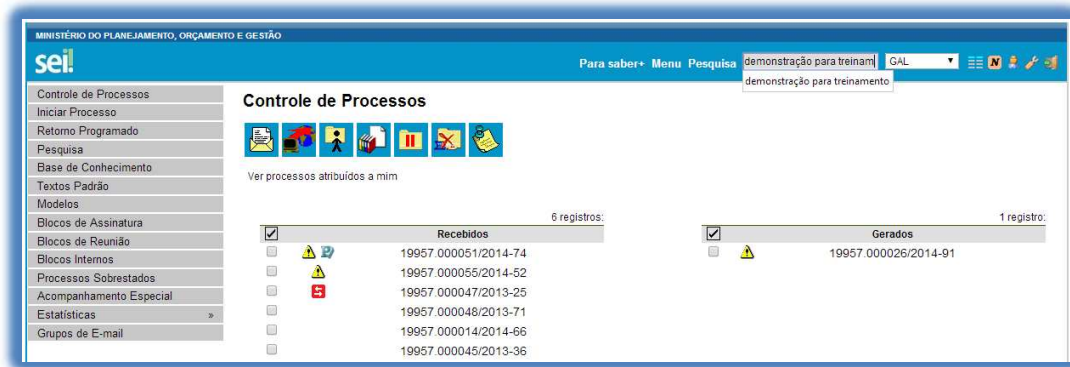 MINISTÉRIO DO PLANEJAMENTO, ORÇAMENTO E GESTÃO
sei!
Para saber+ Menu Pesquisa demonstração para treinam GAL
demonstração para treinamento
Controle de Processos
Iniciar Processo
Retorno Programado
Pesquisa
Base de Conhecimento
Textos Padrão
Modelos
Blocos de Assinatura
Blocos de Reunião
Blocos Internos
Processos Sobrestados
Acompanhamento Especial
Estatísticas »
Grupos de E-mail
Controle de Processos
Ver processos atribuídos a mim
6 registros:
Recebidos
19957.000051/2014-74
19957.000055/2014-52
19957.000047/2013-25
19957.000048/2013-71
19957.000014/2014-66
19957.000045/2013-36
1 registro:
Gerados
19957.000026/2014-91